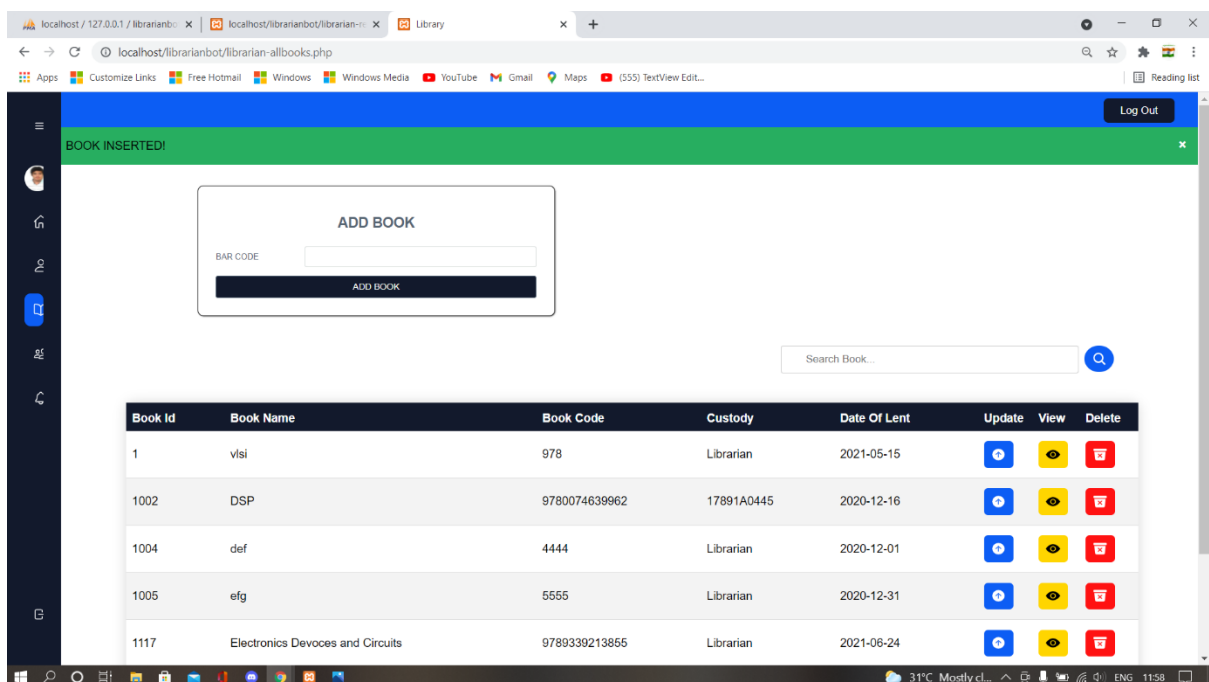 localhost / 127.0.0.1 / librarianbo
localhost/librarianbot/librarian-re
Library
localhost/librarianbot/librarian-allbooks.php
Apps Customize Links Free Hotmail Windows Windows Media YouTube Gmail Maps (555) TextView Edit... Reading list
Log Out
BOOK INSERTED!
ADD BOOK
BAR CODE
ADD BOOK
Search Book...
Book Id Book Name Book Code Custody Date Of Lent Update View Delete
1 vlsi 978 Librarian 2021-05-15
1002 DSP 9780074639962 17891A0445 2020-12-16
1004 def 4444 Librarian 2020-12-01
1005 efg 5555 Librarian 2020-12-31
1117 Electronics Devoces and Circuits 9789339213855 Librarian 2021-06-24
31°C Mostly cl... ENG 11:58